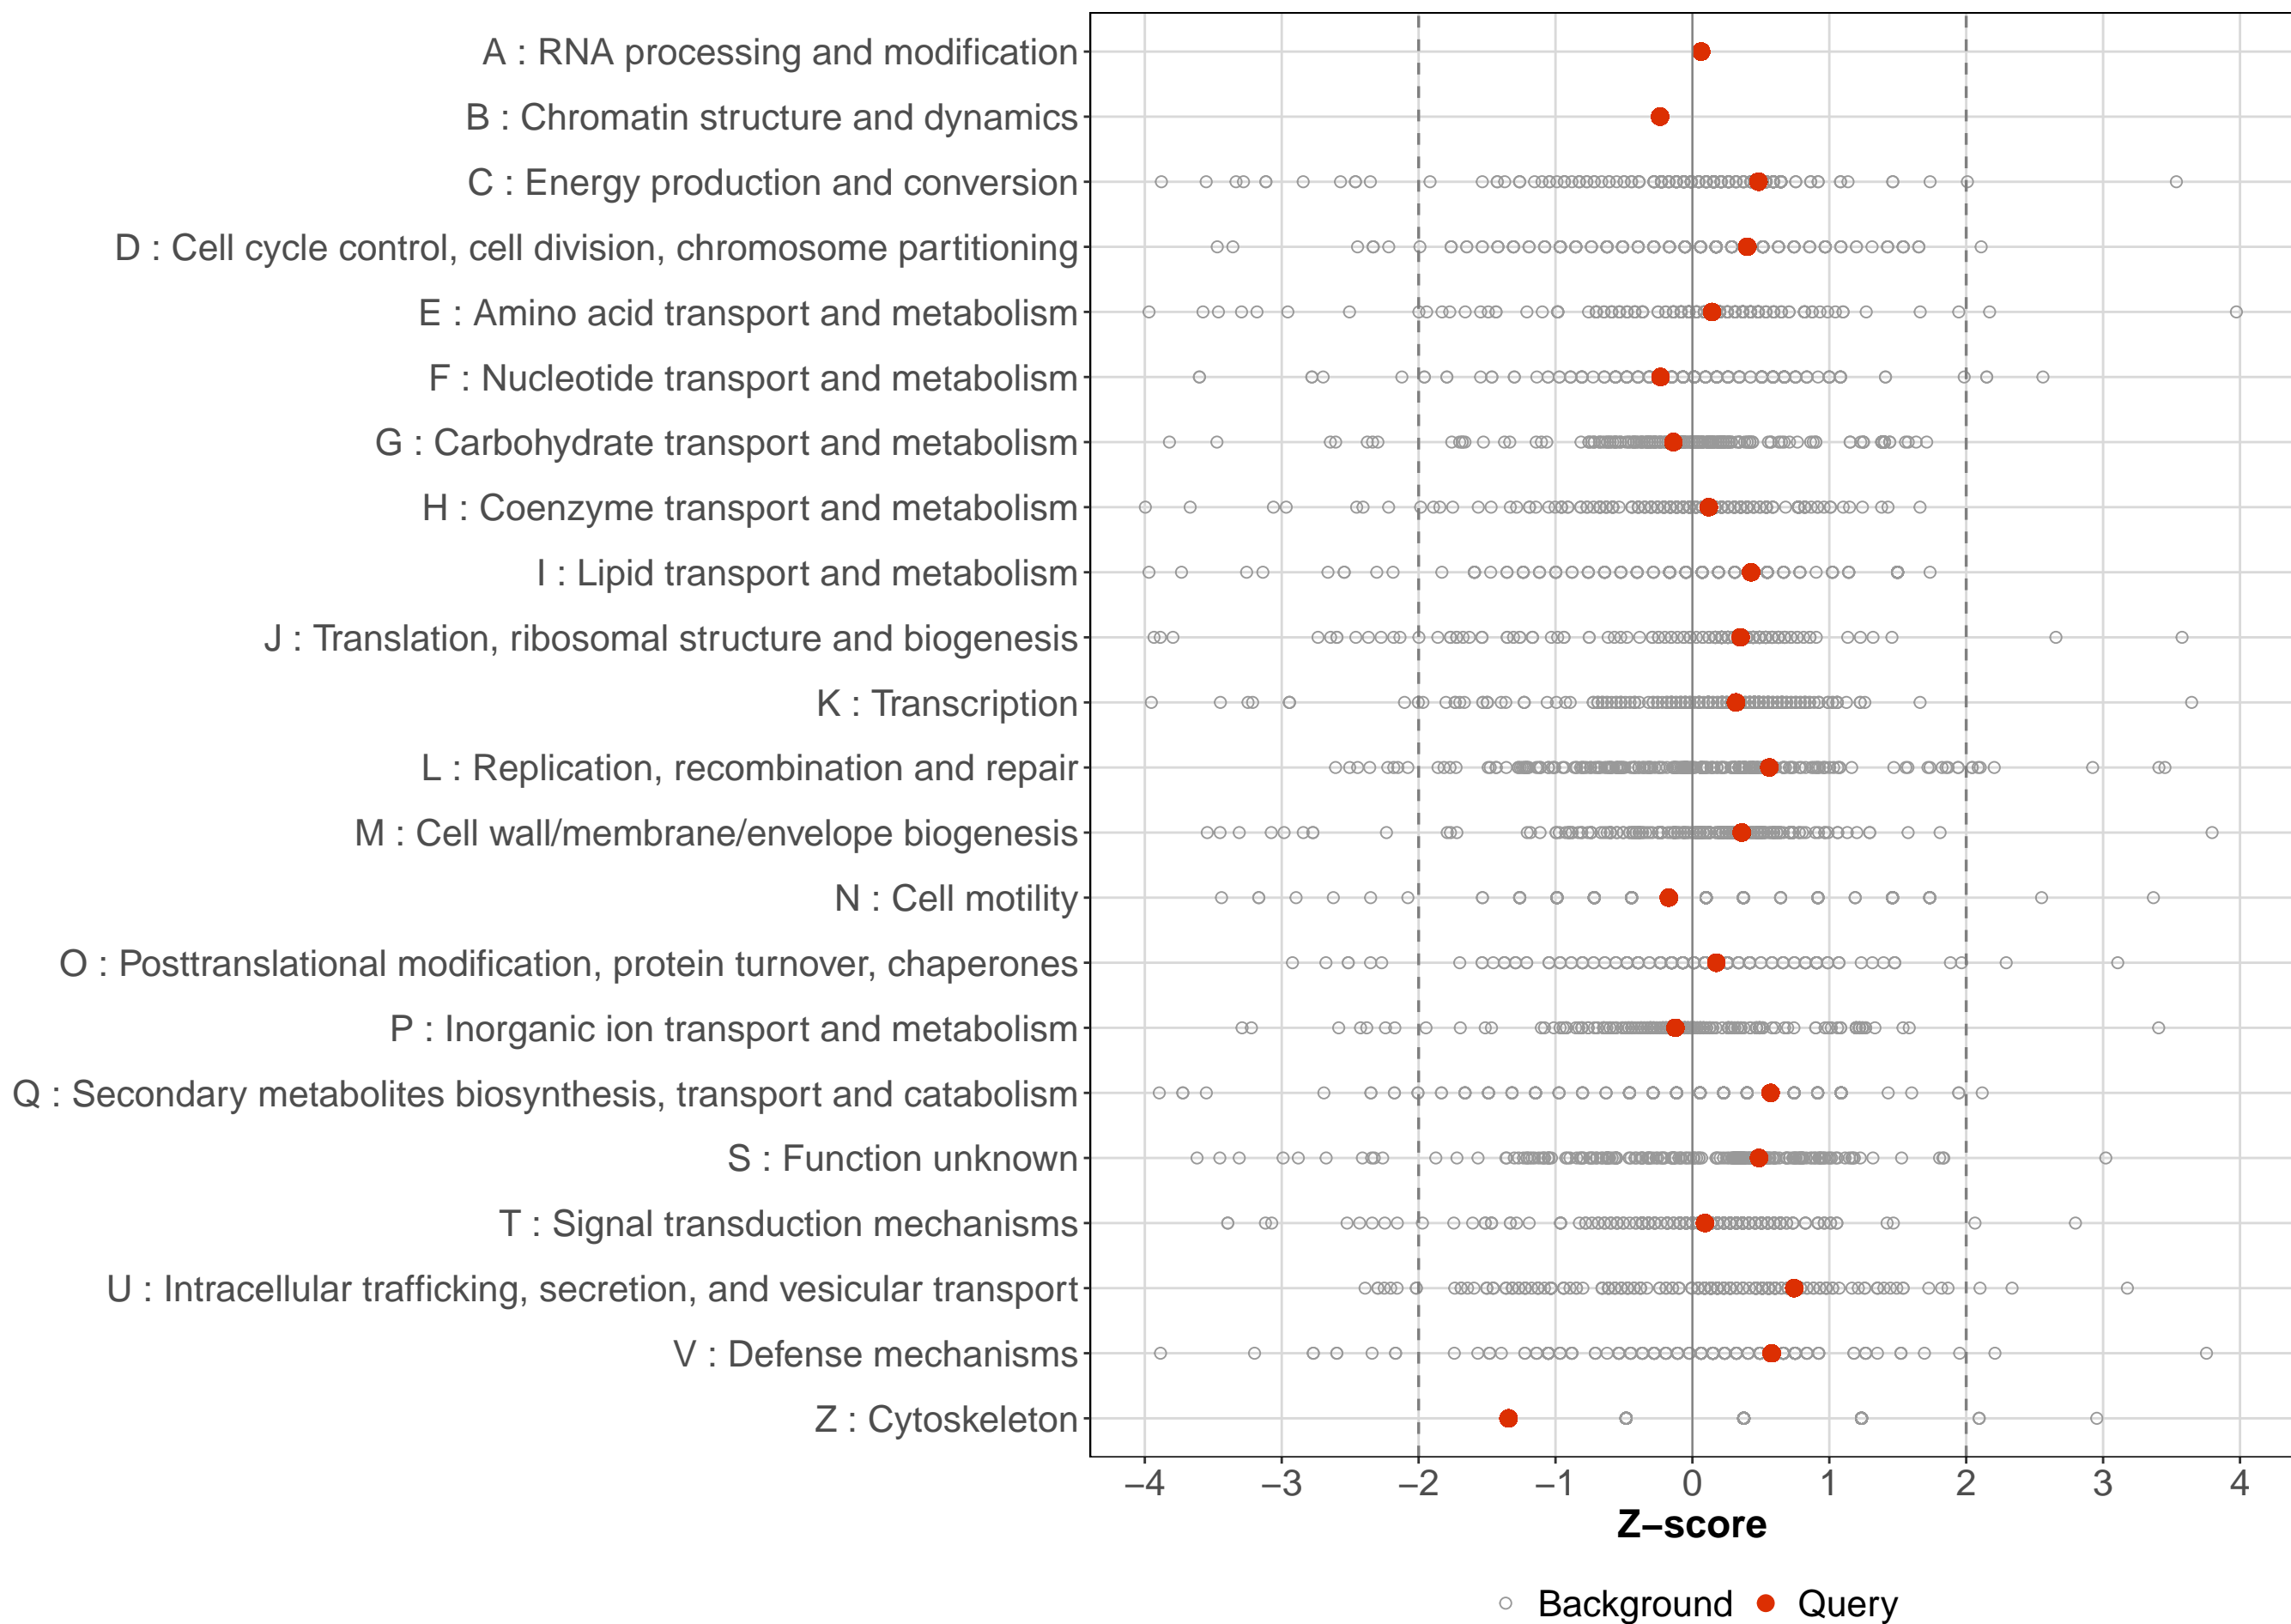 A : RNA processing and modification
B : Chromatin structure and dynamics
C : Energy production and conversion
D : Cell cycle control, cell division, chromosome partitioning
E : Amino acid transport and metabolism
F : Nucleotide transport and metabolism
G : Carbohydrate transport and metabolism
H : Coenzyme transport and metabolism
I : Lipid transport and metabolism
J : Translation, ribosomal structure and biogenesis
K : Transcription
L : Replication, recombination and repair
M : Cell wall/membrane/envelope biogenesis
N : Cell motility
O : Posttranslational modification, protein turnover, chaperones
P : Inorganic ion transport and metabolism
Q : Secondary metabolites biosynthesis, transport and catabolism
S : Function unknown
T : Signal transduction mechanisms
U : Intracellular trafficking, secretion, and vesicular transport
V : Defense mechanisms
Z : Cytoskeleton
−4 −3 −2 −1 0 1 2 3 4
Z−score
Background Query